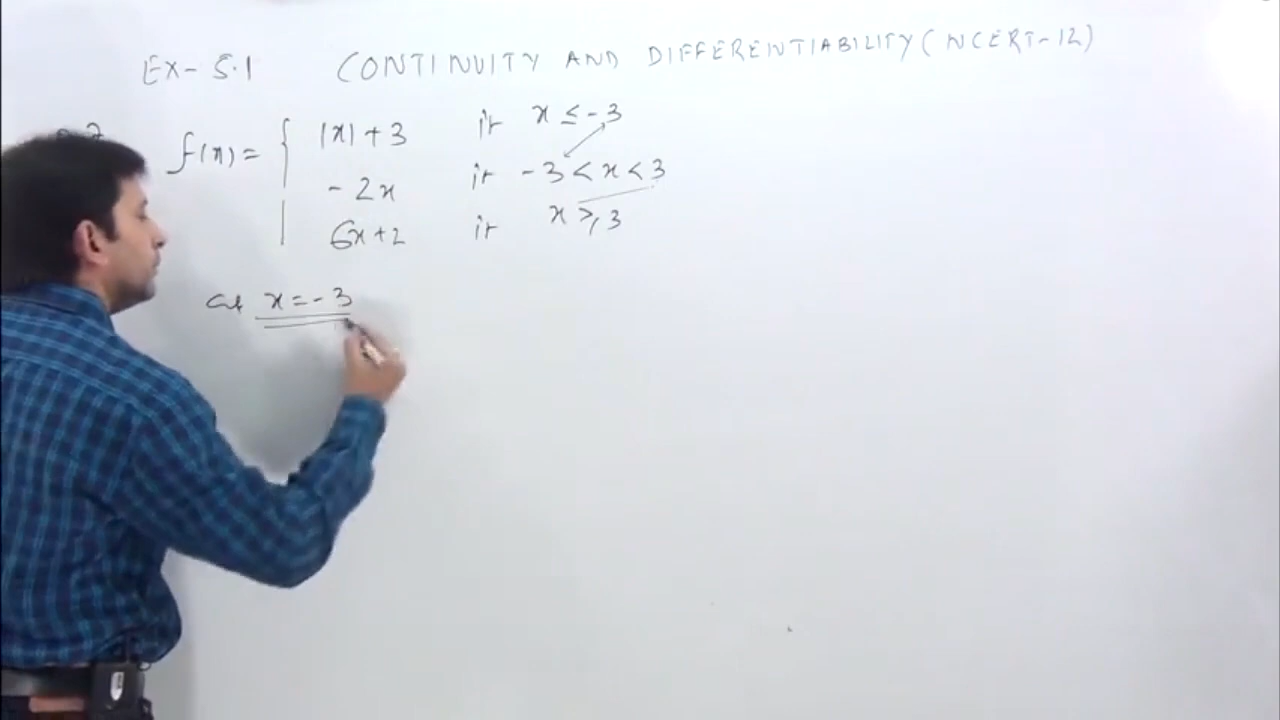 EX-5.1 CONTINUITY AND DIFFERENTIABILITY (NCERT-12)
f(x) = { |x| + 3 if x ≤ -3
-2x if -3 < x < 3
6x+2 if x ≥ 3
at x = -3